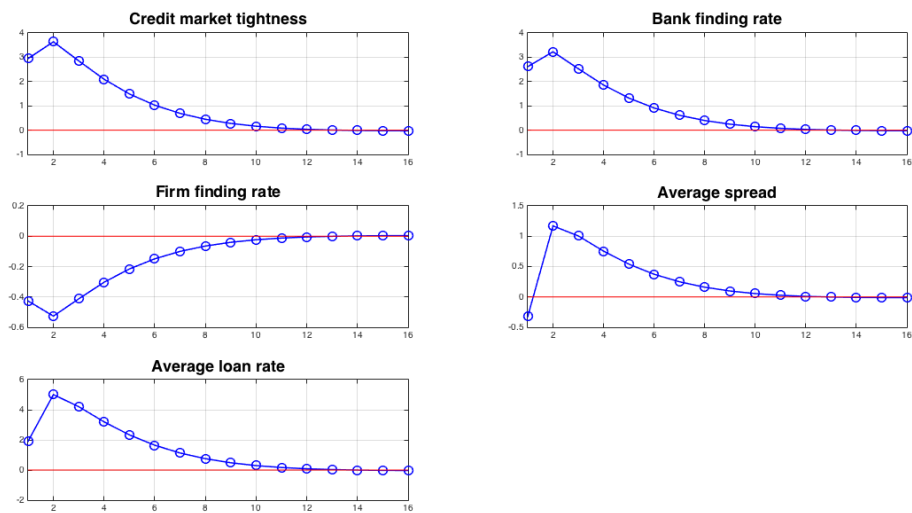 Credit market tightness
4
3
2
1
0
-1
2 4 6 8 10 12 14 16
Bank finding rate
4
3
2
1
0
-1
2 4 6 8 10 12 14 16
Firm finding rate
0.2
0
-0.2
-0.4
-0.6
2 4 6 8 10 12 14 16
Average spread
1.5
1
0.5
0
-0.5
2 4 6 8 10 12 14 16
Average loan rate
6
4
2
0
-2
2 4 6 8 10 12 14 16